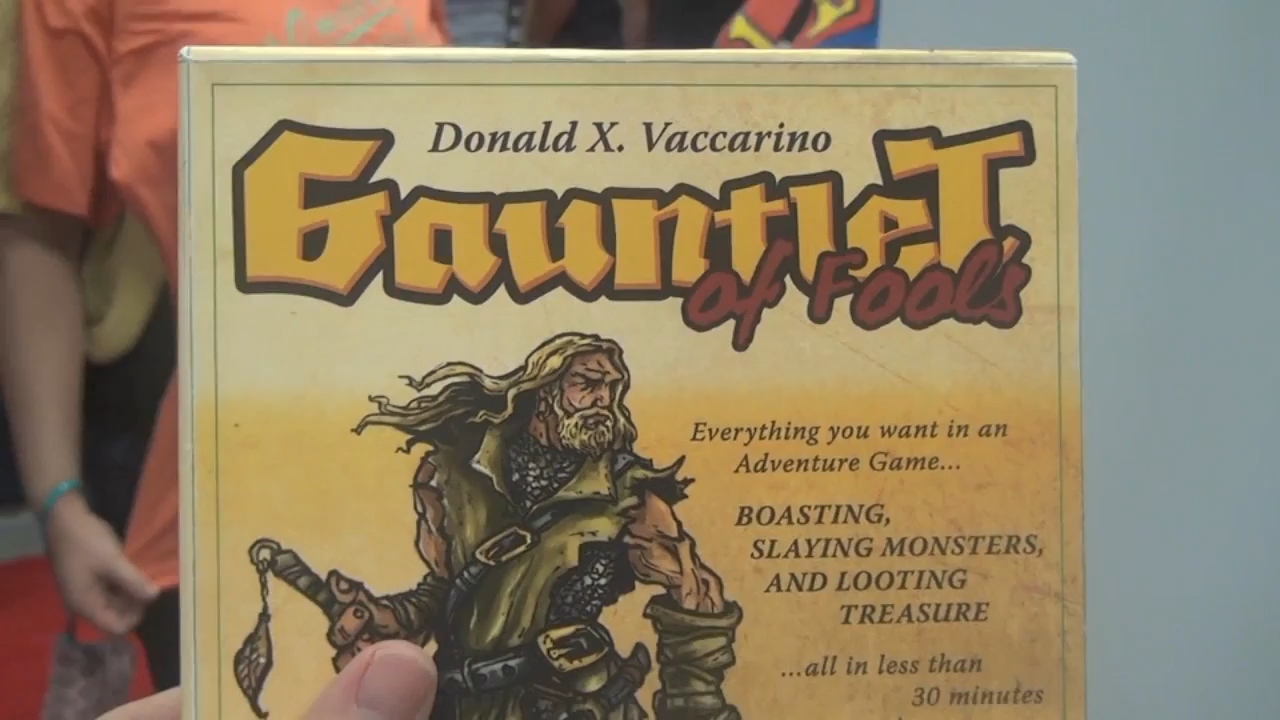 Donald X. Vaccarino
Gauntlet
of Fools
Everything you want in an
Adventure Game...
BOASTING,
SLAYING MONSTERS,
AND LOOTING
TREASURE
...all in less than
30 minutes